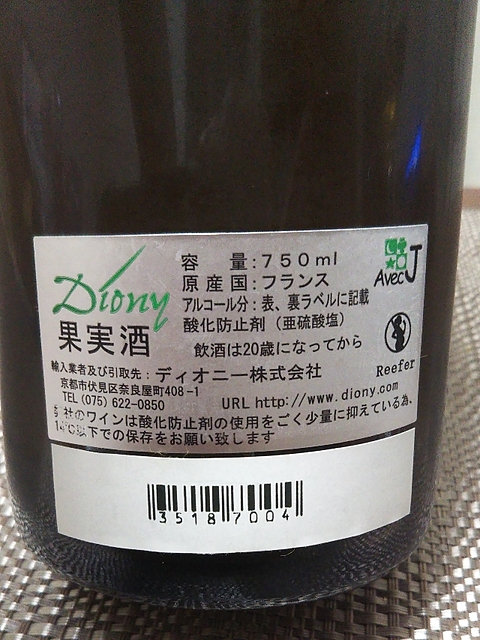 Diony
果実酒
容 量:750ml
原産国:フランス
アルコール分:表、裏ラベルに記載
酸化防止剤(亜硫酸塩)
飲酒は20歳になってから
Avec J
Reefer
輸入業者及び引取先:ディオニー株式会社
京都市伏見区奈良屋町408-1
TEL(075)622-0850
URL http://www.diony.com
当社のワインは酸化防止剤の使用をごく少量に抑えている為、
14℃以下での保存をお願い致します
35187004